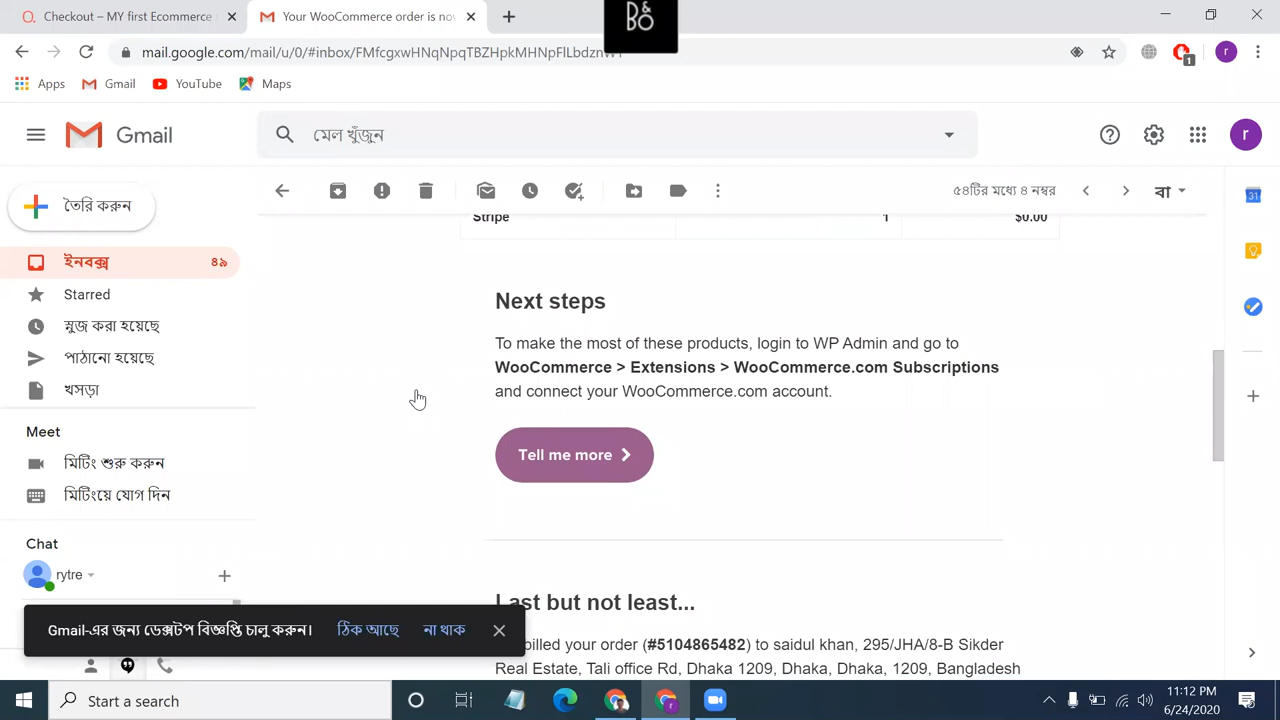 Checkout – MY first Ecommerce
Your WooCommerce order is nov
D&
BO
mail.google.com/mail/u/0/#inbox/FMfcgxwHNqNpqTBZHpkMHNpFlLbdznW
1
r
Apps
Gmail
YouTube
Maps
Gmail
মেল খুঁজুন
r
তৈরি করুন
৫৪টির মধ্যে ৪ নম্বর
বা
31
Stripe
1
$0.00
ইনবক্স
৪৯
Starred
মুজ করা হয়েছে
পাঠানো হয়েছে
খসড়া
Next steps
To make the most of these products, login to WP Admin and go to
WooCommerce > Extensions > WooCommerce.com Subscriptions
and connect your WooCommerce.com account.
Tell me more
Meet
মিটিং শুরু করুন
মিটিংয়ে যোগ দিন
Chat
rytre
Last but not least...
Gmail-এর জন্য ডেস্কটপ বিজ্ঞপ্তি চালু করুন।
ঠিক আছে
না থাক
billed your order (#5104865482) to saidul khan, 295/JHA/8-B Sikder
Real Estate, Tali office Rd, Dhaka 1209, Dhaka, Dhaka, 1209, Bangladesh
Start a search
r
11:12 PM
6/24/2020